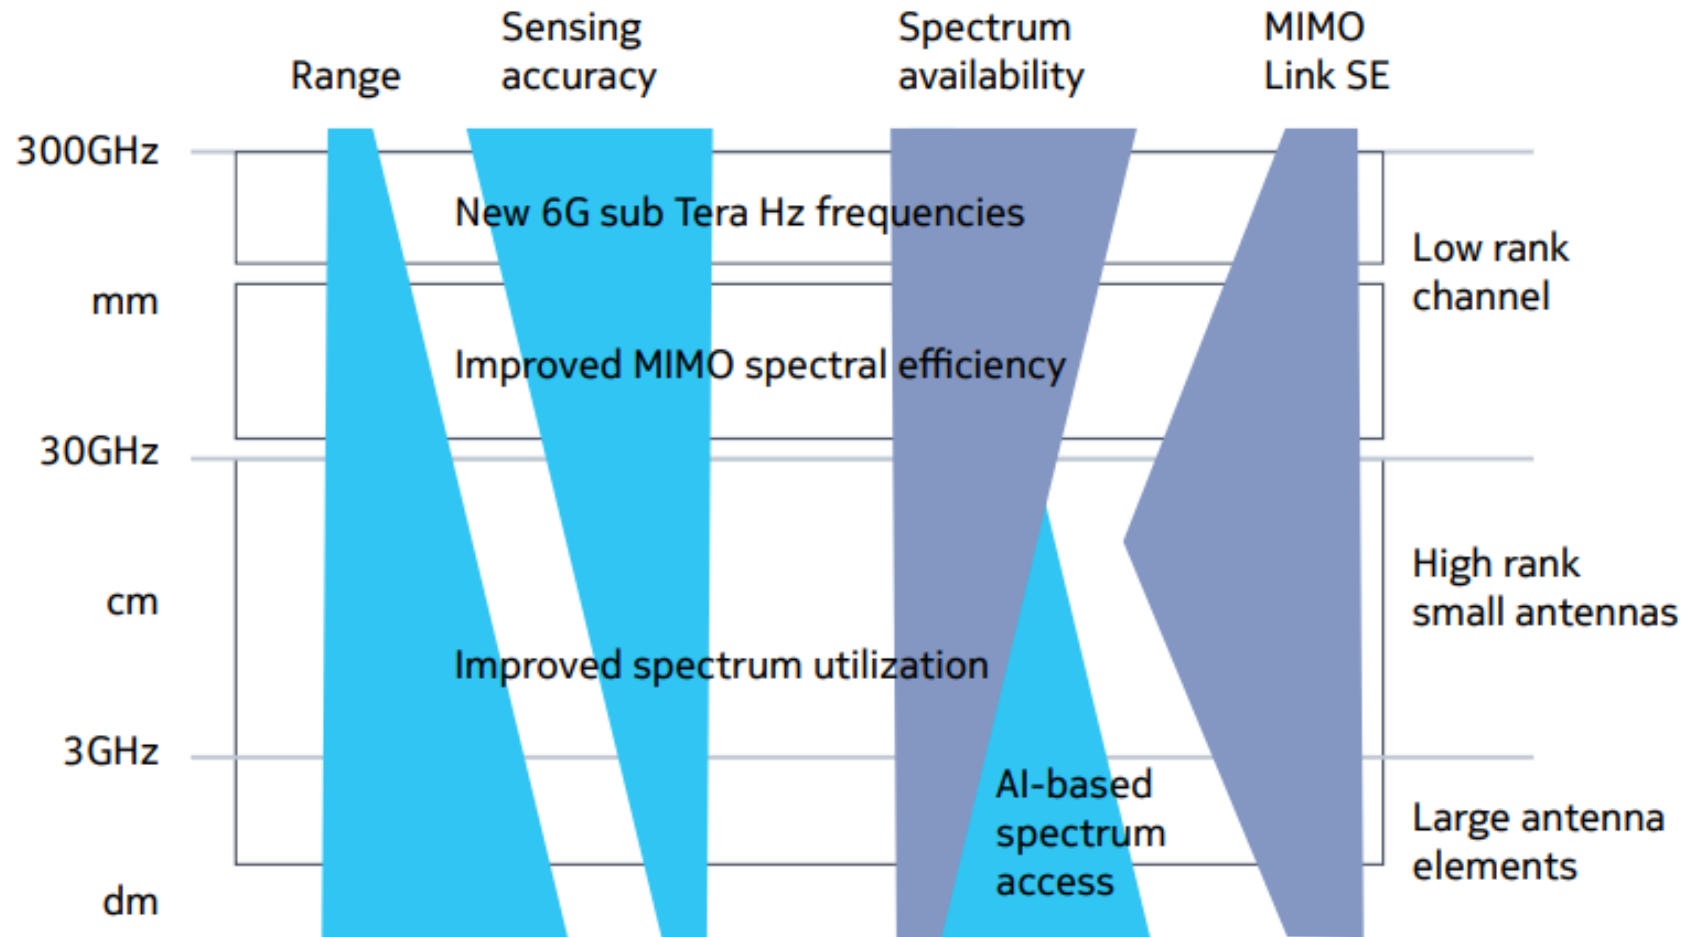 Range
Sensing
accuracy
Spectrum
availability
MIMO
Link SE
300GHz
New 6G sub Tera Hz frequencies
Low rank
channel
mm
Improved MIMO spectral efficiency
30GHz
High rank
small antennas
cm
Improved spectrum utilization
3GHz
AI-based
spectrum
access
Large antenna
elements
dm